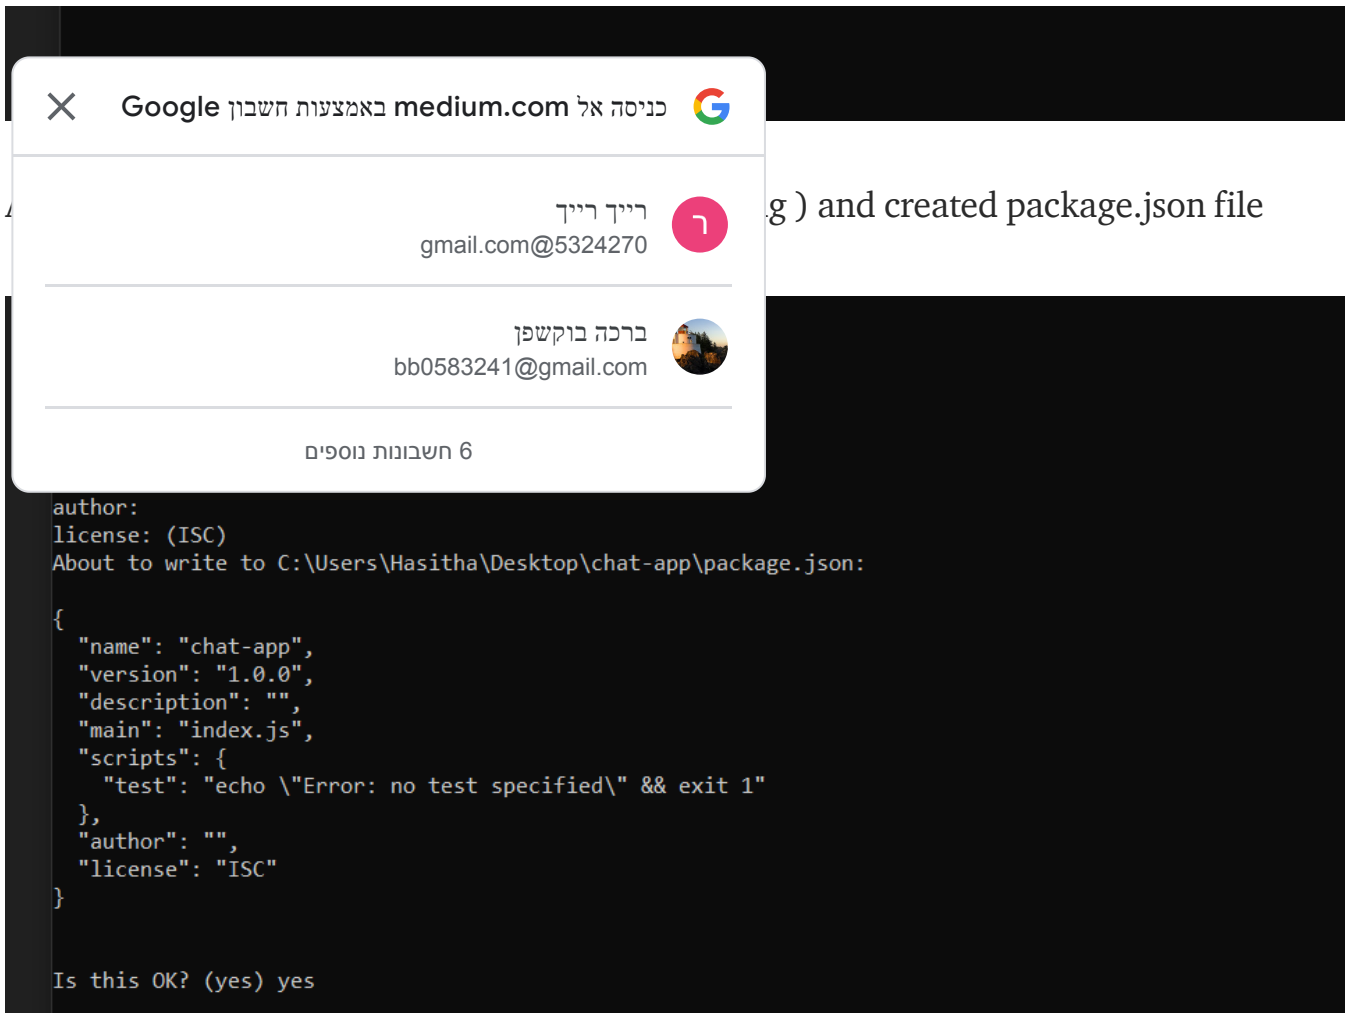 כניסה אל medium.com באמצעות חשבון Google
ר
רייך רייך
5324270@gmail.com
ברכה בוקשפן
bb0583241@gmail.com
6 חשבונות נוספים
g ) and created package.json file
author:
license: (ISC)
About to write to C:\Users\Hasitha\Desktop\chat-app\package.json:
{
  "name": "chat-app",
  "version": "1.0.0",
  "description": "",
  "main": "index.js",
  "scripts": {
    "test": "echo \"Error: no test specified\" && exit 1"
  },
  "author": "",
  "license": "ISC"
}
Is this OK? (yes) yes